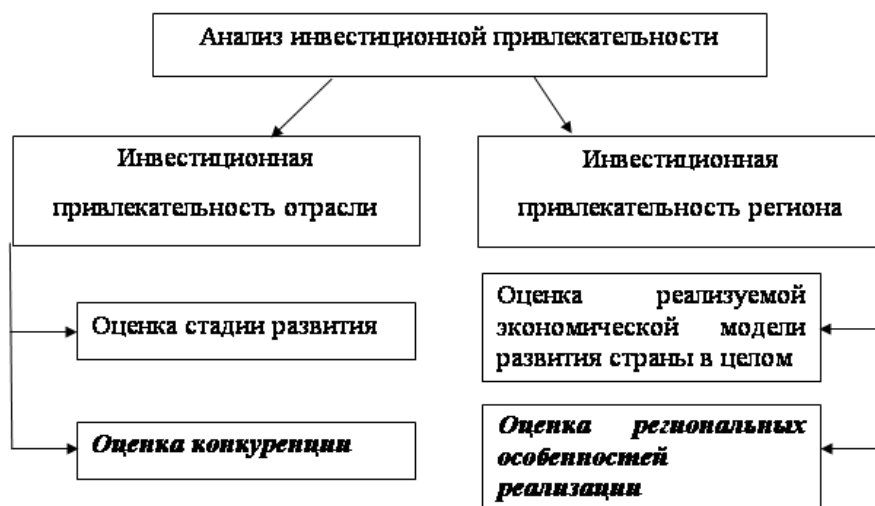 Анализ инвестиционной привлекательности
Инвестиционная
привлекательность отрасли
Инвестиционная
привлекательность региона
Оценка стадии развития
Оценка реализуемой
экономической модели
развития страны в целом
Оценка конкуренции
Оценка региональных
особенностей
реализации